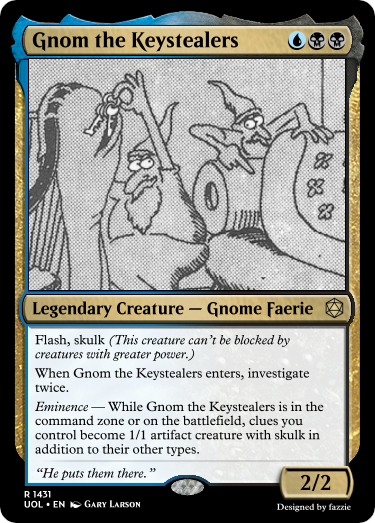 Gnom the Keystealers
Legendary Creature — Gnome Faerie
Flash, skulk (This creature can't be blocked by
creatures with greater power.)
When Gnom the Keystealers enters, investigate
twice.
Eminence — While Gnom the Keystealers is in the
command zone or on the battlefield, clues you
control become 1/1 artifact creature with skulk in
addition to their other types.
"He puts them there."
2/2
R 1431
UOL • EN Gary Larson
Designed by fazzie